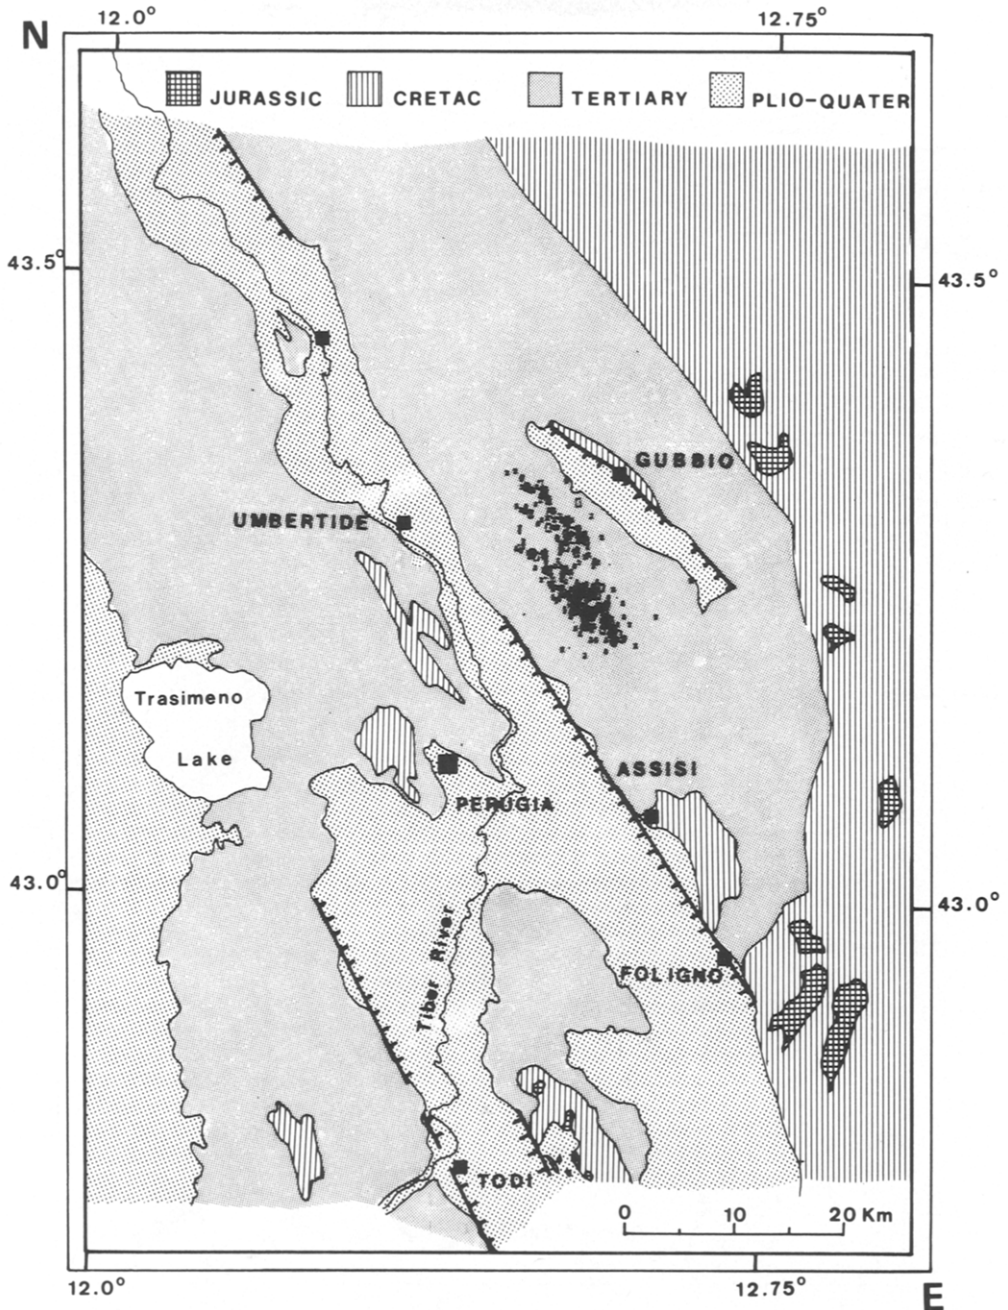 12.0° 12.75°
N
JURASSIC CRETAC TERTIARY PLIO-QUATER
43.5° 43.5°
GUBBIO
UMBERTIDE
Trasimeno
Lake
ASSISI
PERUGIA
43.0° 43.0°
Tiber River
FOLIGNO
TODI
0 10 20 Km
12.0° 12.75°
E